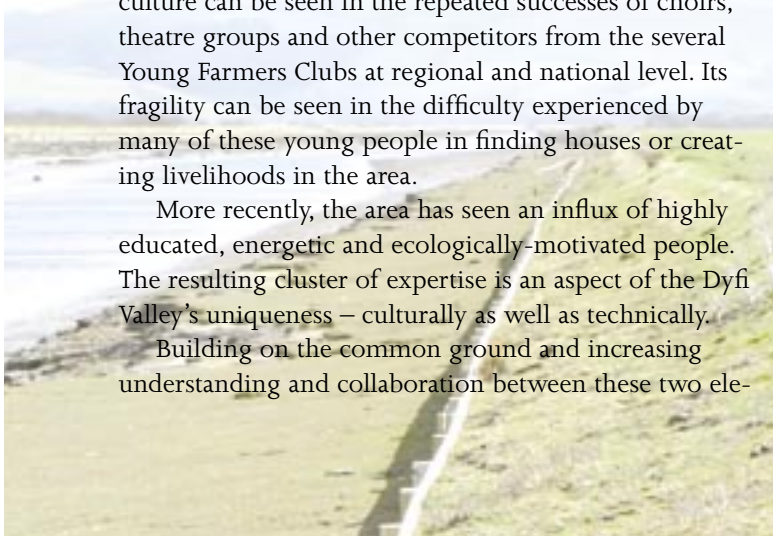 culture can be seen in the repeated successes of choirs,
theatre groups and other competitors from the several
Young Farmers Clubs at regional and national level. Its
fragility can be seen in the difficulty experienced by
many of these young people in finding houses or creat-
ing livelihoods in the area.
More recently, the area has seen an influx of highly
educated, energetic and ecologically-motivated people.
The resulting cluster of expertise is an aspect of the Dyfi
Valley’s uniqueness – culturally as well as technically.
Building on the common ground and increasing
understanding and collaboration between these two ele-